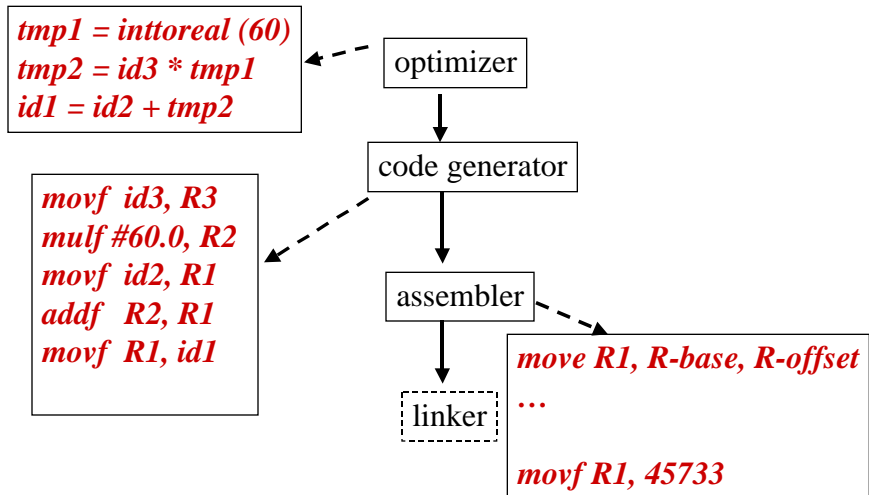 tmp1 = inttoreal (60)
tmp2 = id3 * tmp1
id1 = id2 + tmp2
optimizer
code generator
movf id3, R3
mulf #60.0, R2
movf id2, R1
addf R2, R1
movf R1, id1
assembler
move R1, R-base, R-offset
…
movf R1, 45733
linker